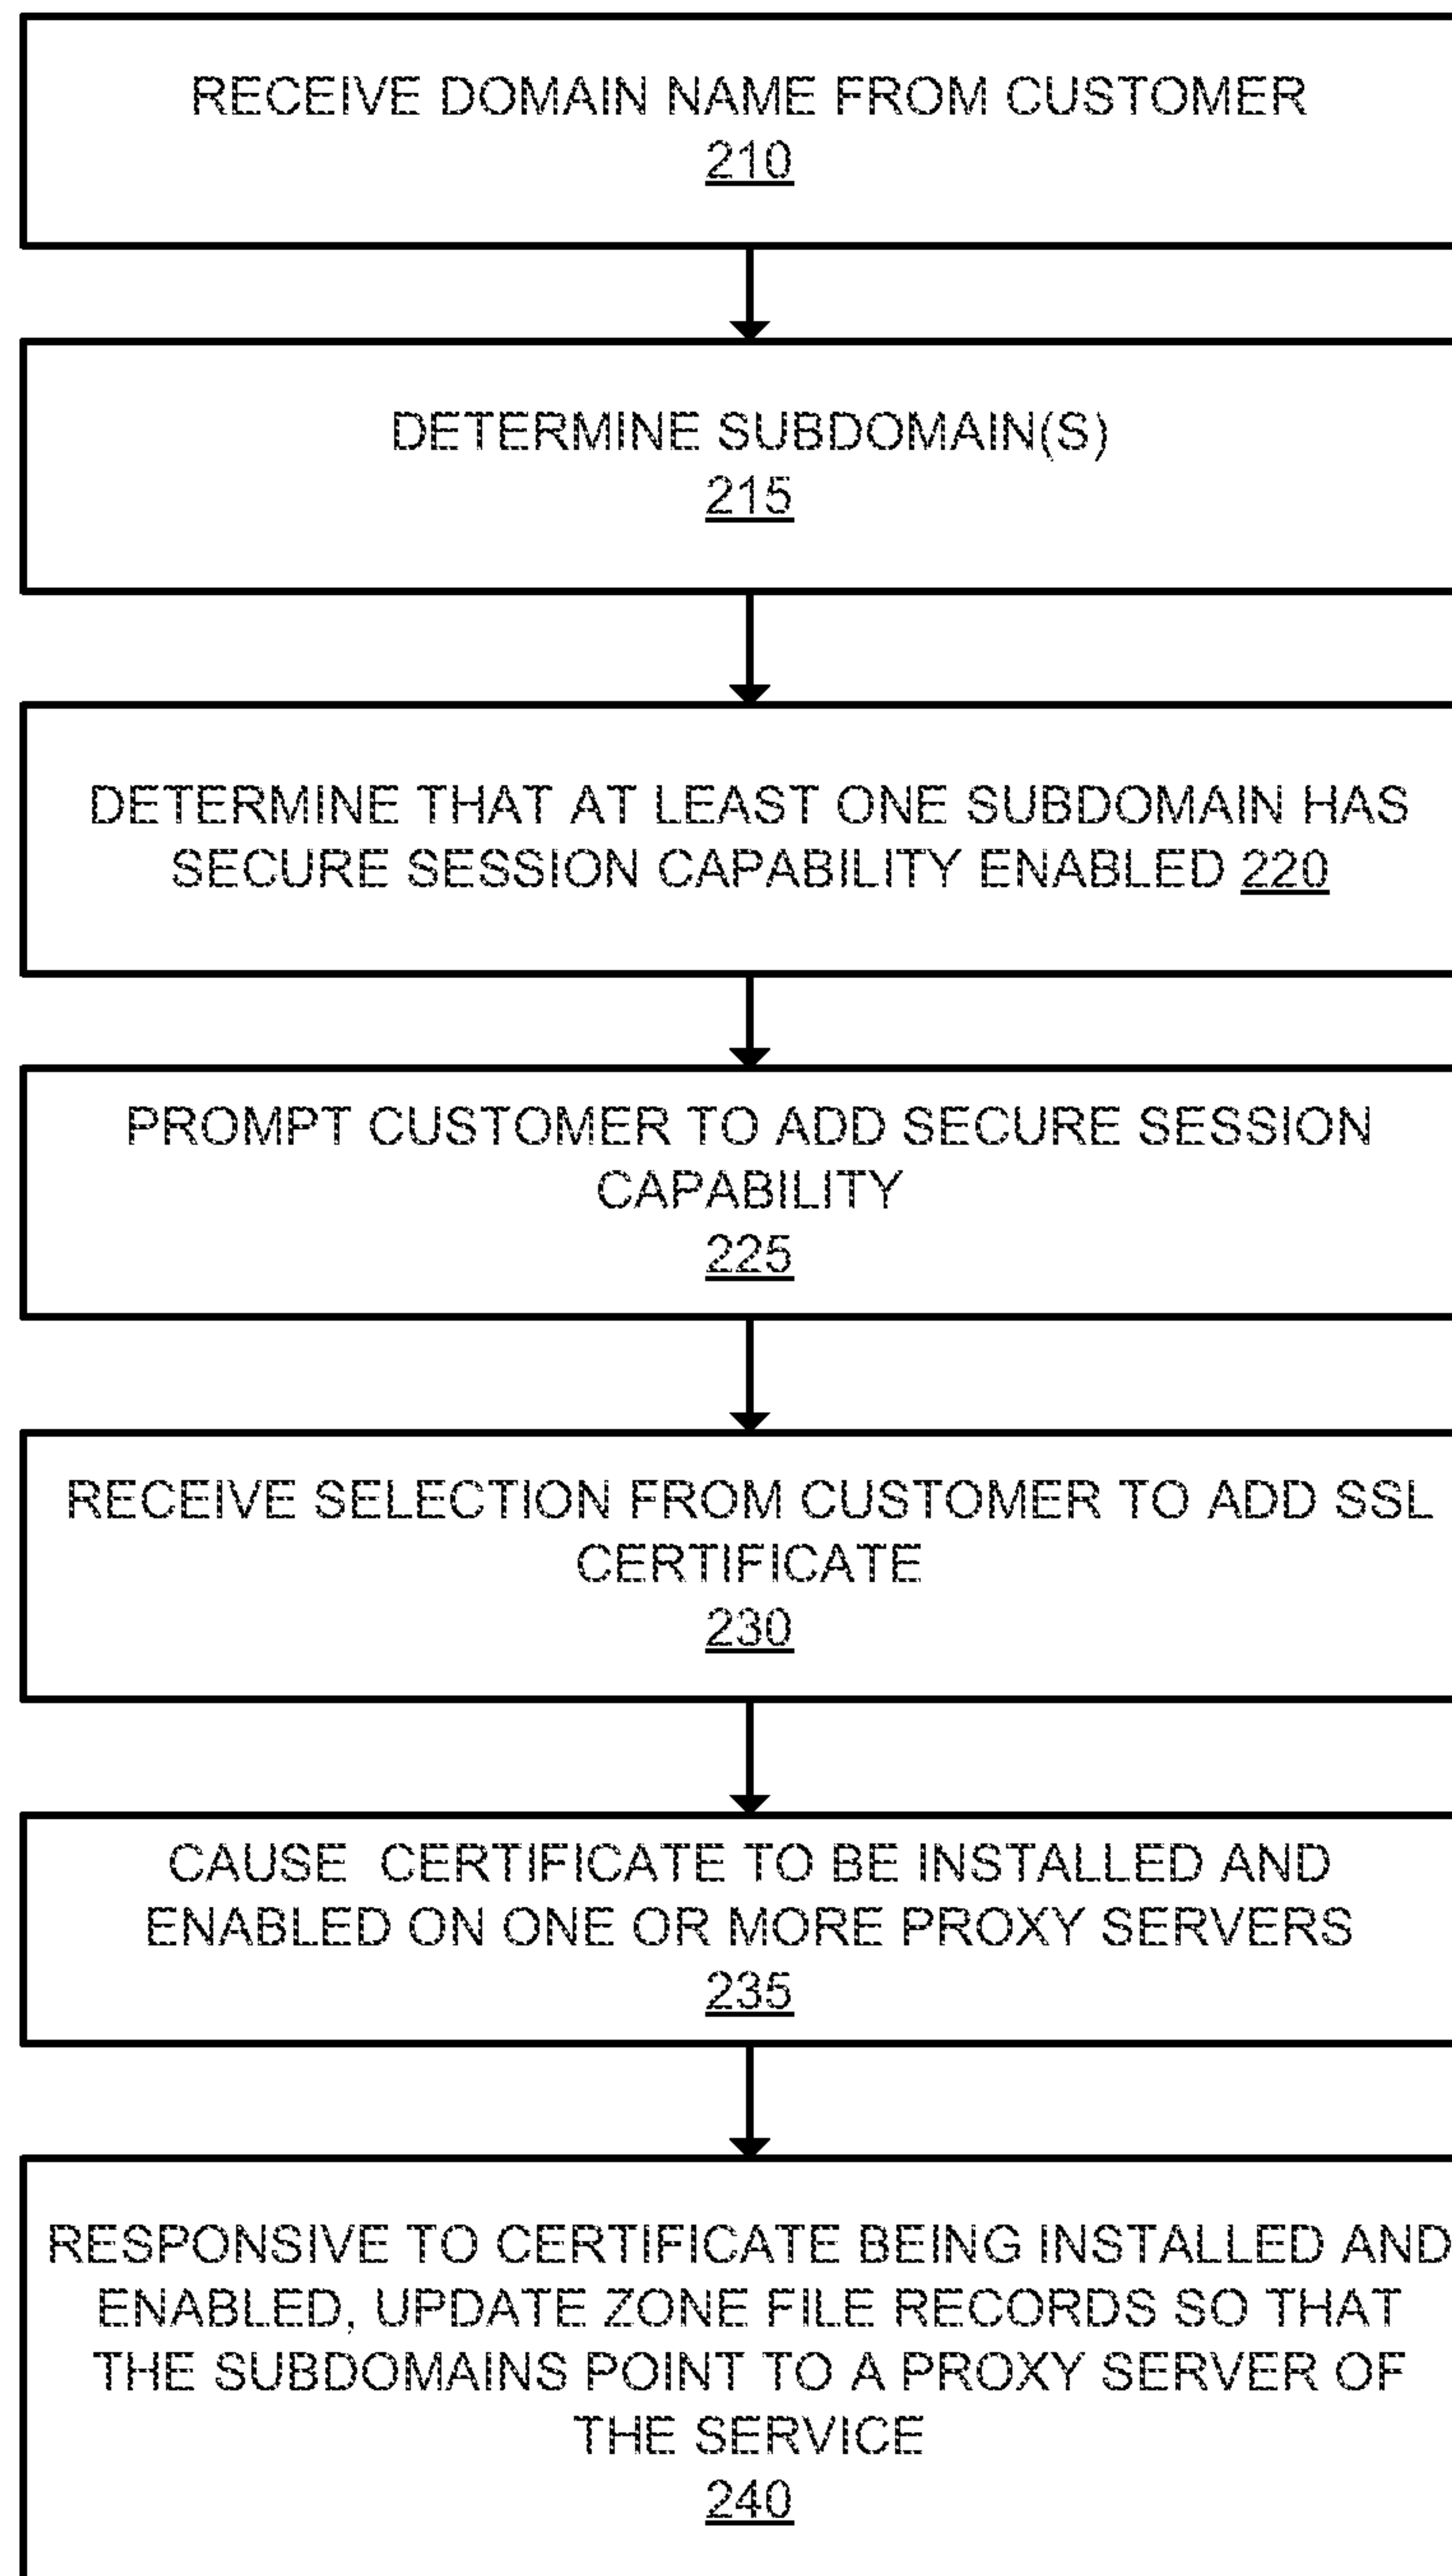 RECEIVE DOMAIN NAME FROM CUSTOMER
210
DETERMINE SUBDOMAIN(S)
215
DETERMINE THAT AT LEAST ONE SUBDOMAIN HAS
SECURE SESSION CAPABILITY ENABLED 220
PROMPT CUSTOMER TO ADD SECURE SESSION
CAPABILITY
225
RECEIVE SELECTION FROM CUSTOMER TO ADD SSL
CERTIFICATE
230
CAUSE CERTIFICATE TO BE INSTALLED AND
ENABLED ON ONE OR MORE PROXY SERVERS
235
RESPONSIVE TO CERTIFICATE BEING INSTALLED AND
ENABLED, UPDATE ZONE FILE RECORDS SO THAT
THE SUBDOMAINS POINT TO A PROXY SERVER OF
THE SERVICE
240